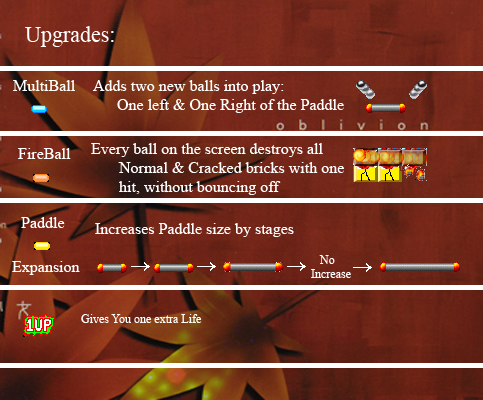 Upgrades:
MultiBall
Adds two new balls into play:
One left & One Right of the Paddle
oblivion
FireBall
Every ball on the screen destroys all
Normal & Cracked bricks with one
hit, without bouncing off
Paddle
Increases Paddle size by stages
Expansion
No
Increase
1UP
Gives You one extra Life